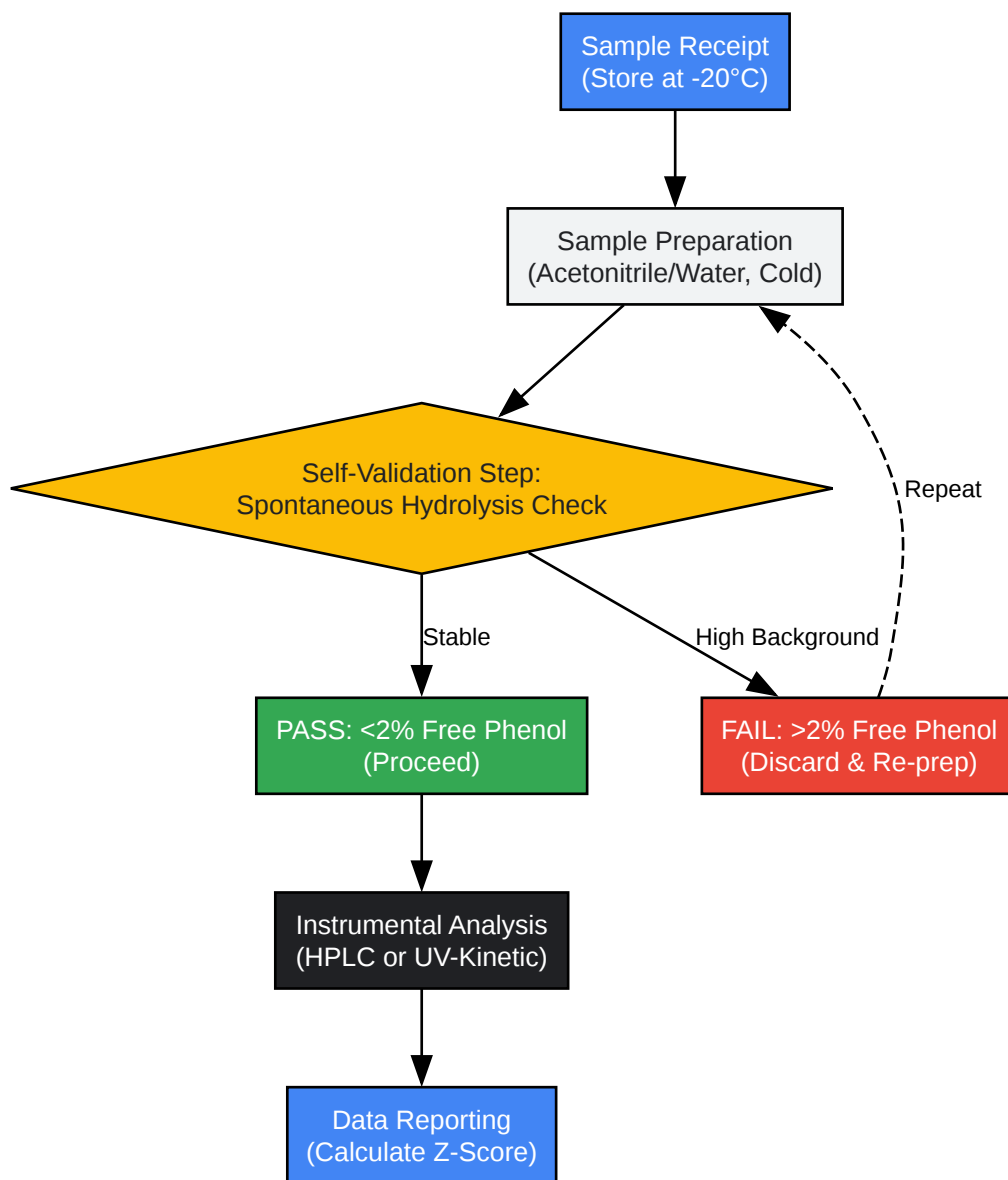 Sample Receipt
(Store at -20°C)
Sample Preparation
(Acetonitrile/Water, Cold)
Self-Validation Step:
Spontaneous Hydrolysis Check
Repeat
Stable
High Background
PASS: <2% Free Phenol
(Proceed)
FAIL: >2% Free Phenol
(Discard & Re-prep)
Instrumental Analysis
(HPLC or UV-Kinetic)
Data Reporting
(Calculate Z-Score)